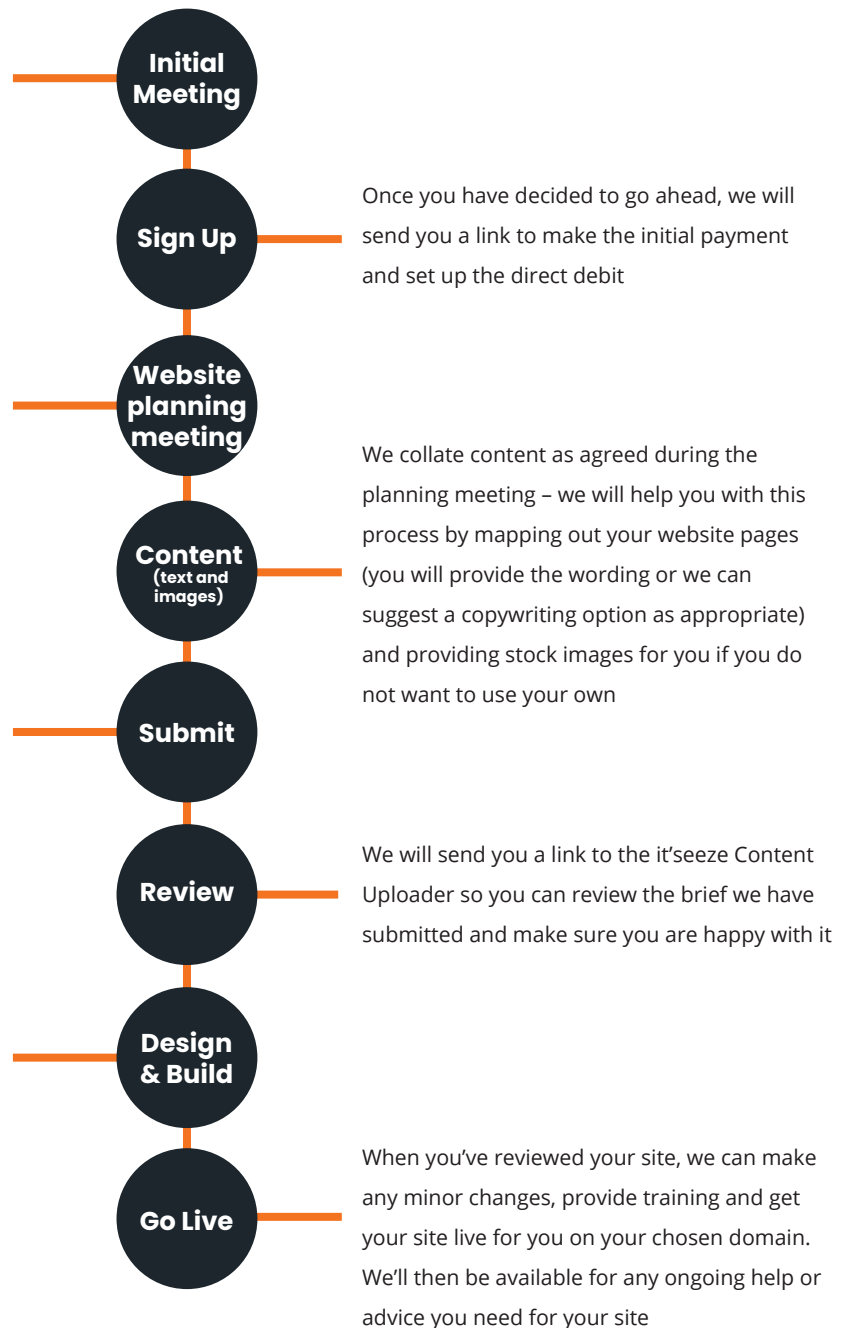 Initial
Meeting
Sign Up
Once you have decided to go ahead, we will
send you a link to make the initial payment
and set up the direct debit
Website
planning
meeting
Content
(text and
images)
We collate content as agreed during the
planning meeting – we will help you with this
process by mapping out your website pages
(you will provide the wording or we can
suggest a copywriting option as appropriate)
and providing stock images for you if you do
not want to use your own
Submit
Review
We will send you a link to the it’seeze Content
Uploader so you can review the brief we have
submitted and make sure you are happy with it
Design
& Build
Go Live
When you’ve reviewed your site, we can make
any minor changes, provide training and get
your site live for you on your chosen domain.
We’ll then be available for any ongoing help or
advice you need for your site